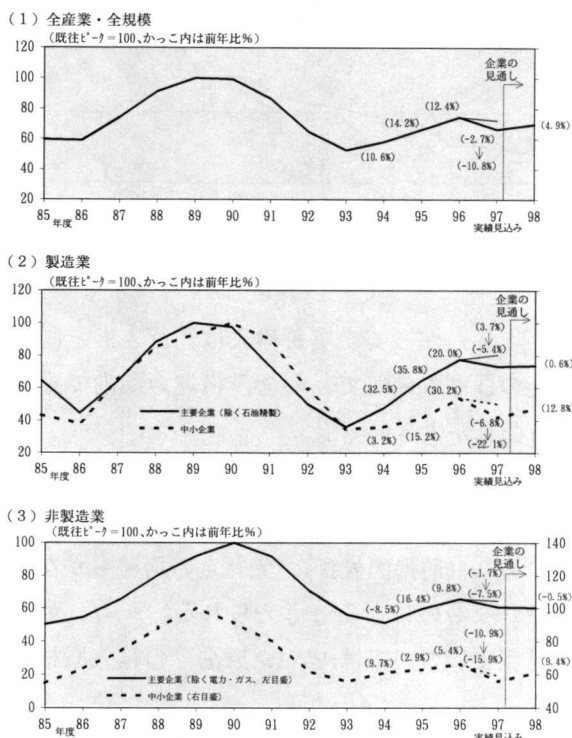 （１）全産業・全規模
（既往ﾋﾟｰｸ＝100、かっこ内は前年比％）
120
100
80
60
40
20
企業の
見通し
(12.4%)
(14.2%)
(10.6%)
(-2.7%)
(-10.8%)
(4.9%)
85 86 87 88 89 90 91 92 93 94 95 96 97 98
年度
実績見込み
（２）製造業
（既往ﾋﾟｰｸ＝100、かっこ内は前年比％）
120
100
80
60
40
20
企業の
見通し
(3.7%)
(-5.4%)
(20.0%)
(35.8%)
(32.5%)
(30.2%)
(0.6%)
(12.8%)
(-6.8%)
(-22.1%)
(15.2%)
(3.2%)
主要企業（除く石油精製）
中小企業
85 86 87 88 89 90 91 92 93 94 95 96 97 98
年度
実績見込み
（３）非製造業
（既往ﾋﾟｰｸ＝100、かっこ内は前年比％）
100
80
60
40
20
0
140
120
100
80
60
40
企業の
見通し
(-1.7%)
(-7.5%)
(9.8%)
(16.4%)
(-8.5%)
(-0.5%)
(-10.9%)
(-15.9%)
(5.4%)
(2.9%)
(9.7%)
(9.4%)
主要企業（除く電力・ガス、左目盛）
中小企業（右目盛）
85 86 87 88 89 90 91 92 93 94 95 96 97 98
年度
実績見込み